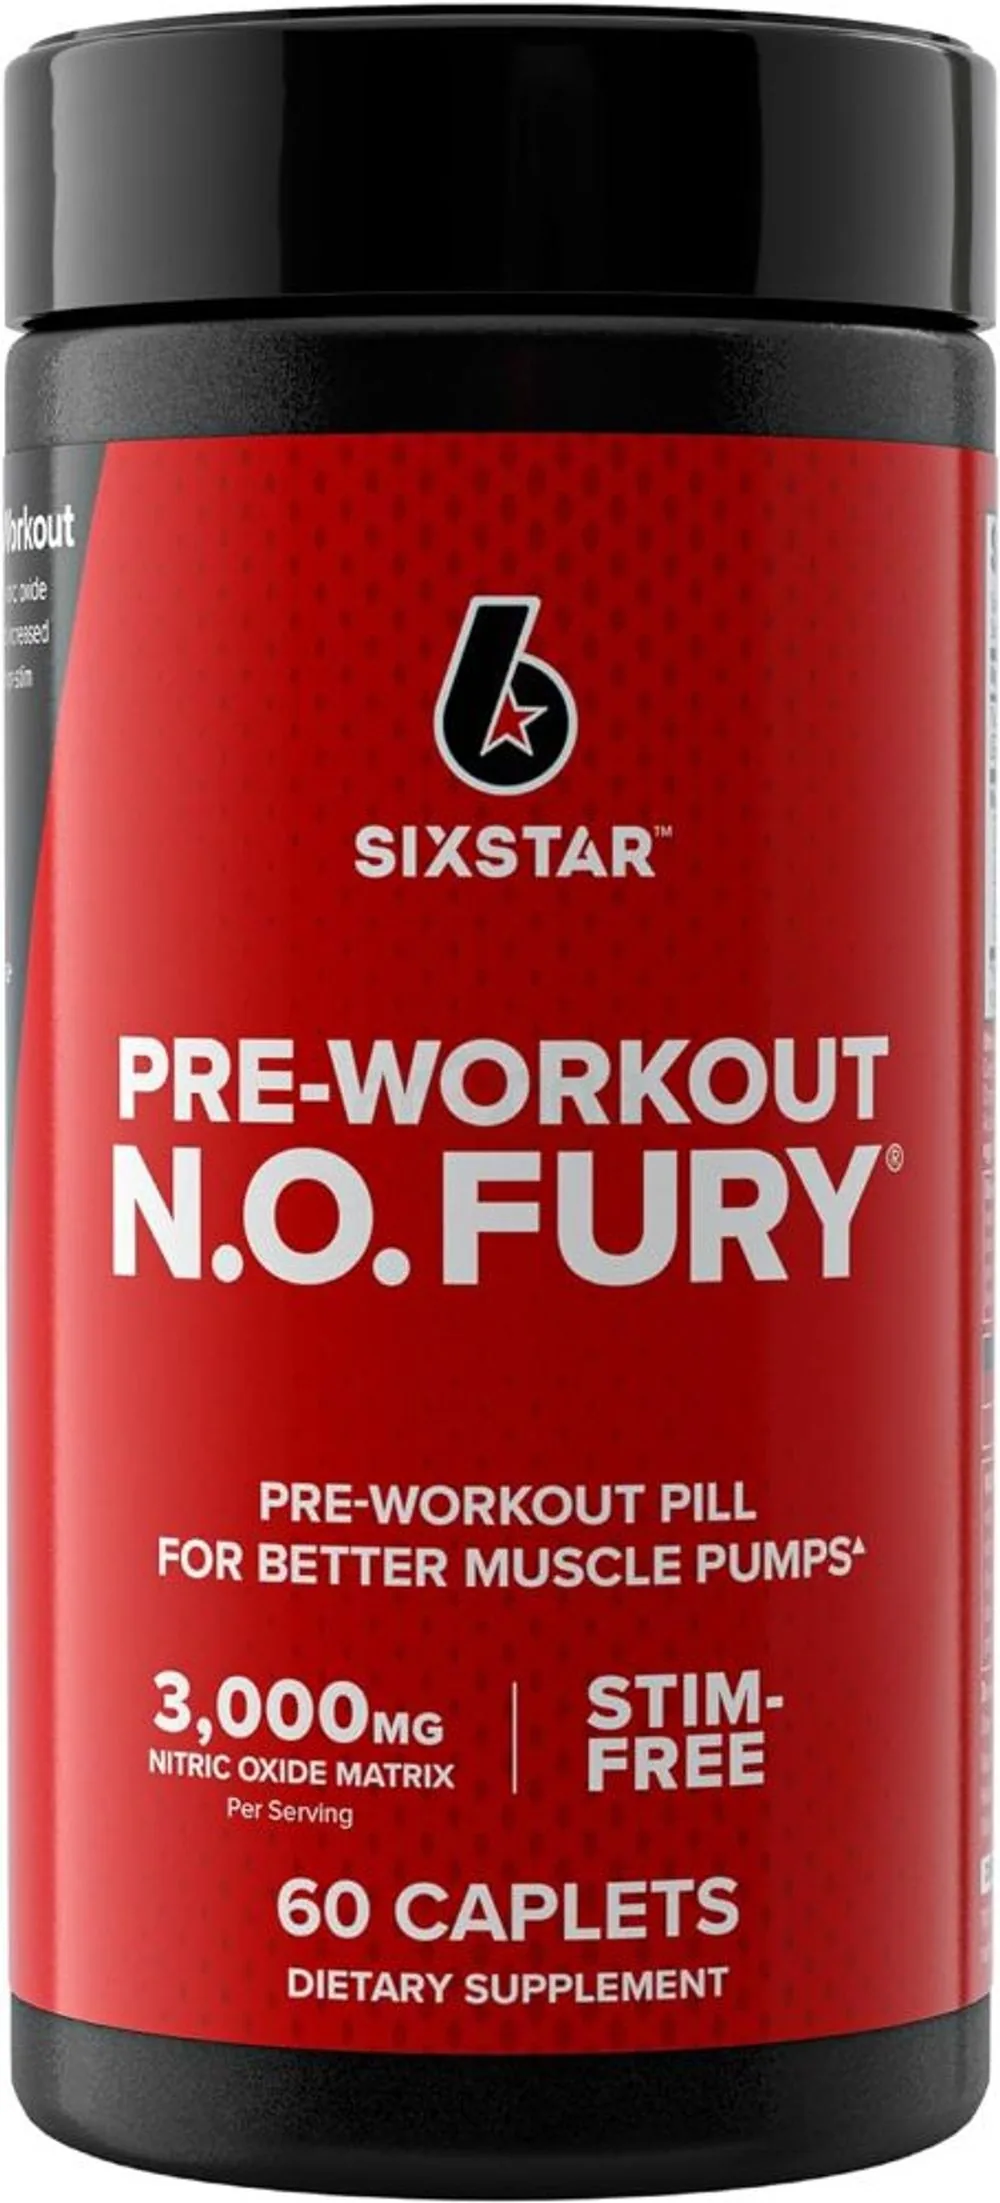 oxide
SIXSTAR™
PRE-WORKOUT
N.O. FURY®
PRE-WORKOUT PILL
FOR BETTER MUSCLE PUMPS▲
3,000MG
NITRIC OXIDE MATRIX
Per Serving
STIM-
FREE
60 CAPLETS
DIETARY SUPPLEMENT